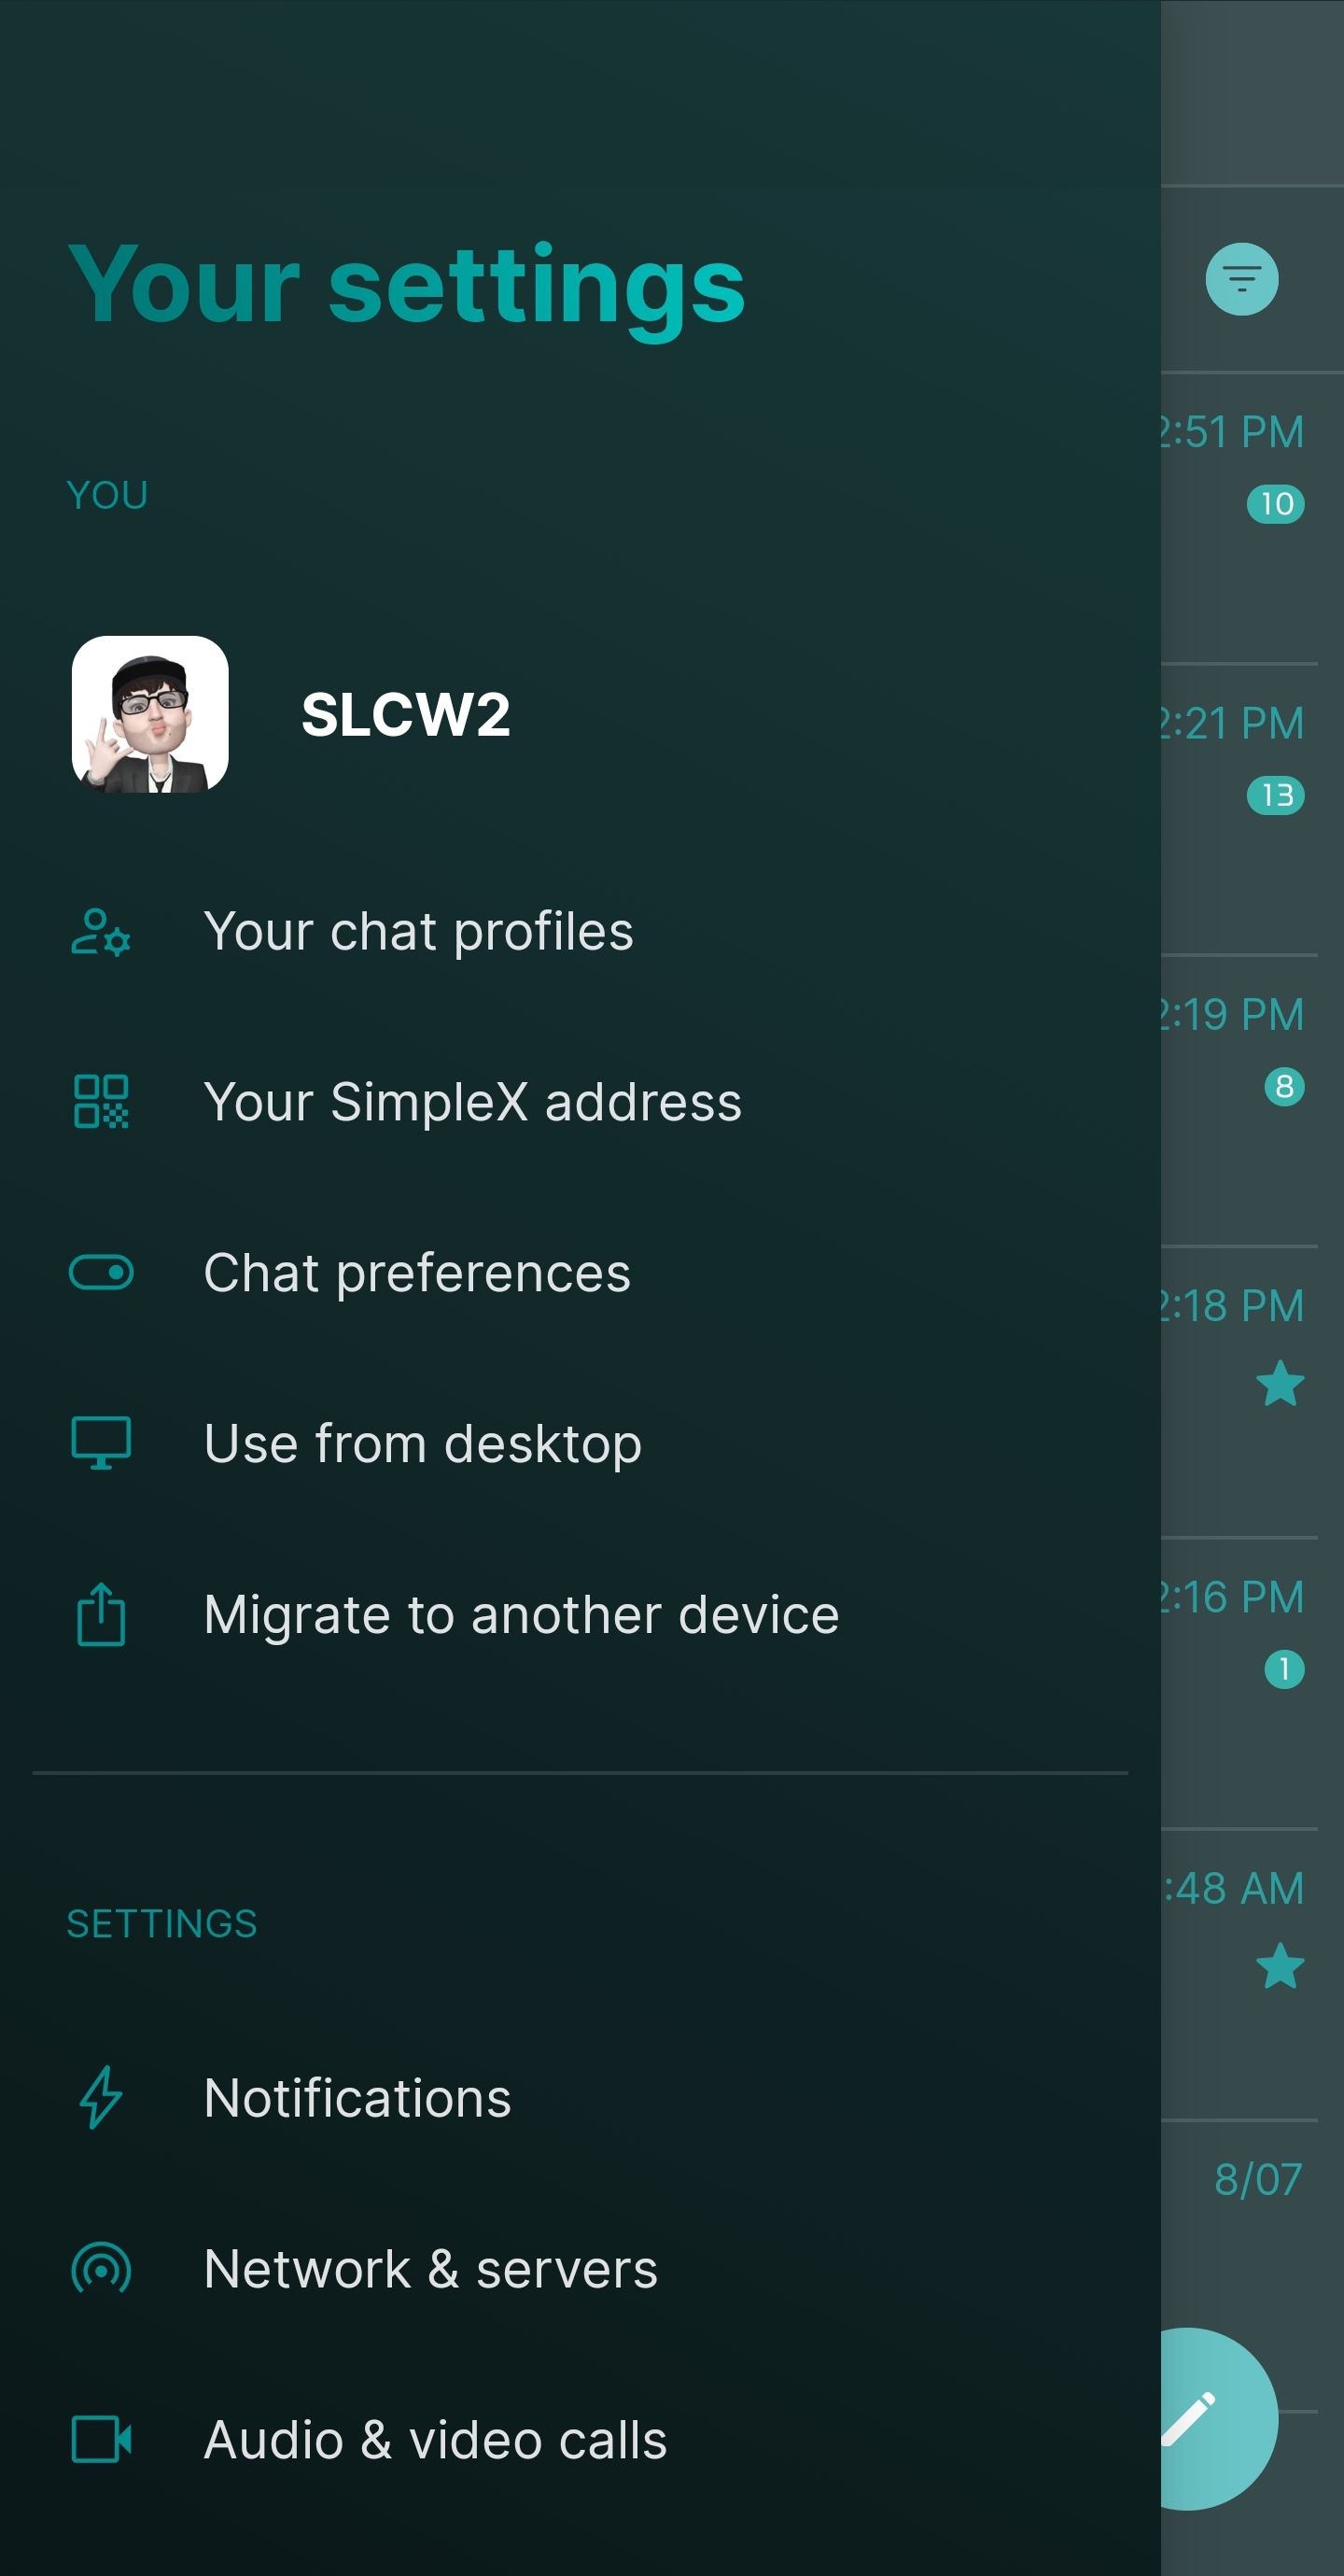 Your settings
YOU
SLCW2
Your chat profiles
Your SimpleX address
Chat preferences
Use from desktop
Migrate to another device
SETTINGS
Notifications
Network & servers
Audio & video calls
2:51 PM
10
2:21 PM
13
2:19 PM
8
2:18 PM
2:16 PM
1
:48 AM
8/07